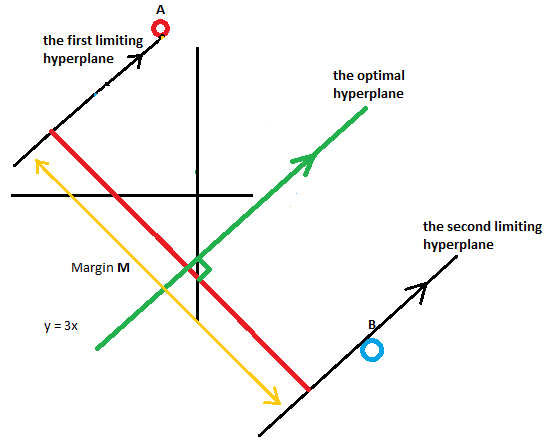 A
the first limiting
hyperplane
the optimal
hyperplane
the second limiting
hyperplane
Margin M
B
y = 3x